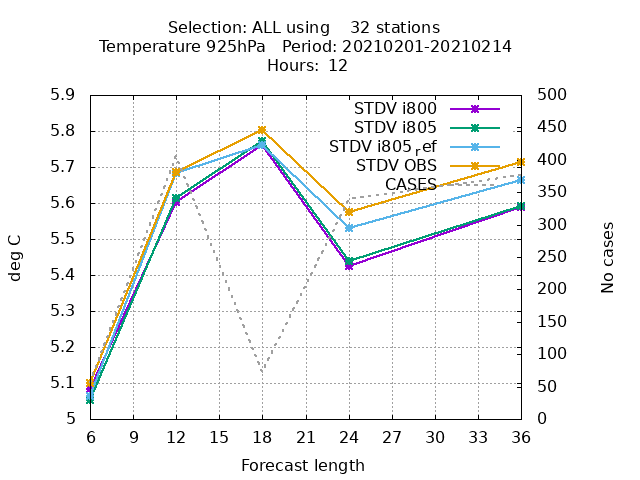 Selection: ALL using    32 stations
Temperature 925hPa   Period: 20210201-20210214
Hours:  12
5.9
5.8
5.7
5.6
5.5
5.4
5.3
5.2
5.1
5
deg C
STDV i800
STDV i805
STDV i805ref
STDV OBS
CASES
500
450
400
350
300
250
200
150
100
50
0
No cases
6 9 12 15 18 21 24 27 30 33 36
Forecast length